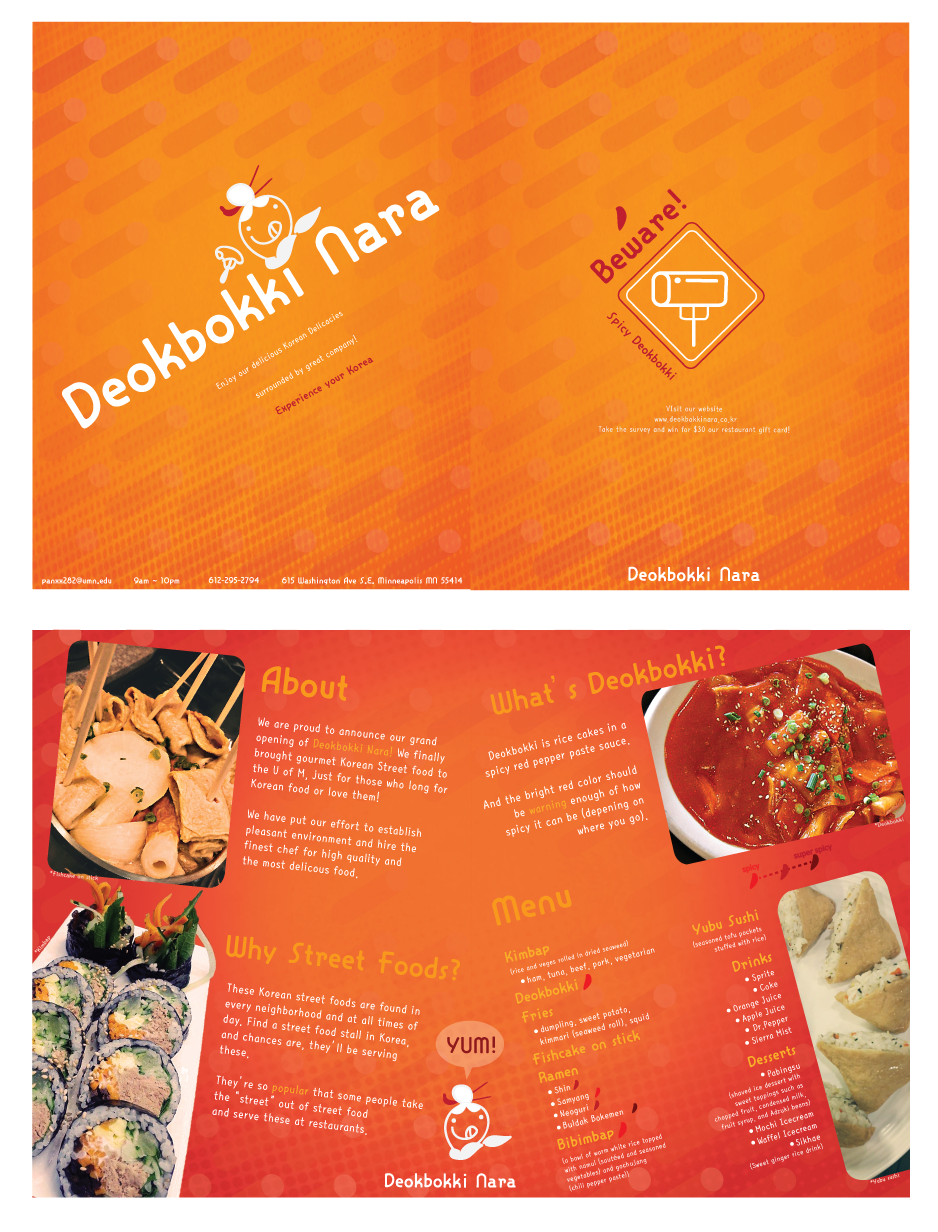 Deokbokki Nara
Enjoy our delicious Korean Delicacies
surrounded by great company!
Experience your Korea
panxx282@umn.edu 9am - 10pm 612-295-2794 615 Washington Ave S.E, Minneapolis MN 55414
Beware!
Spicy Deokbokki
Visit our website
www.deokbokkinara.co.kr
Take the survey and win for $30 our restaurant gift card!
Deokbokki Nara
*Fishcake on stick
About
We are proud to announce our grand
opening of Deokbokki Nara! We finally
brought gourmet Korean Street food to
the U of M, just for those who long for
Korean food or love them!
We have put our effort to establish
pleasant environment and hire the
finest chef for high quality and
the most delicous food.
*Kimbap
Why Street Foods?
These Korean street foods are found in
every neighborhood and at all times of
day. Find a street food stall in Korea,
and chances are, they'll be serving
these.
They're so popular that some people take
the "street" out of street food
and serve these at restaurants.
YUM!
Deokbokki Nara
What's Deokbokki?
Deokbokki is rice cakes in a
spicy red pepper paste sauce.
And the bright red color should
be warning enough of how
spicy it can be (depening on
where you go).
*Deokbokki
spicy
super spicy
Menu
Kimbap
(rice and veges rolled in dried seaweed)
• ham, tuna, beef, pork, vegetarian
Deokbokki
Fries
• dumpling, sweet potato,
kimmari (seaweed roll), squid
Fishcake on stick
Ramen
• Shin
• Samyang
• Neoguri
• Buldak Bokenen
Bibimbap
(a bowl of warm white rice topped
with namul (sautéed and seasoned
vegetables) and gochujang
(chili pepper paste))
Yubu Sushi
(seasoned tofu pockets
stuffed with rice)
Drinks
• Sprite
• Coke
• Orange Juice
• Apple Juice
• Dr.Pepper
• Sierra Mist
Desserts
• Pabingsu
(shaved ice dessert with
sweet toppings such as
chopped fruit, condensed milk,
fruit syrup, and Adzuki beans)
• Mochi Icecream
• Waffel Icecream
• Sikhae
(Sweet ginger rice drink)
*Yubu sushi